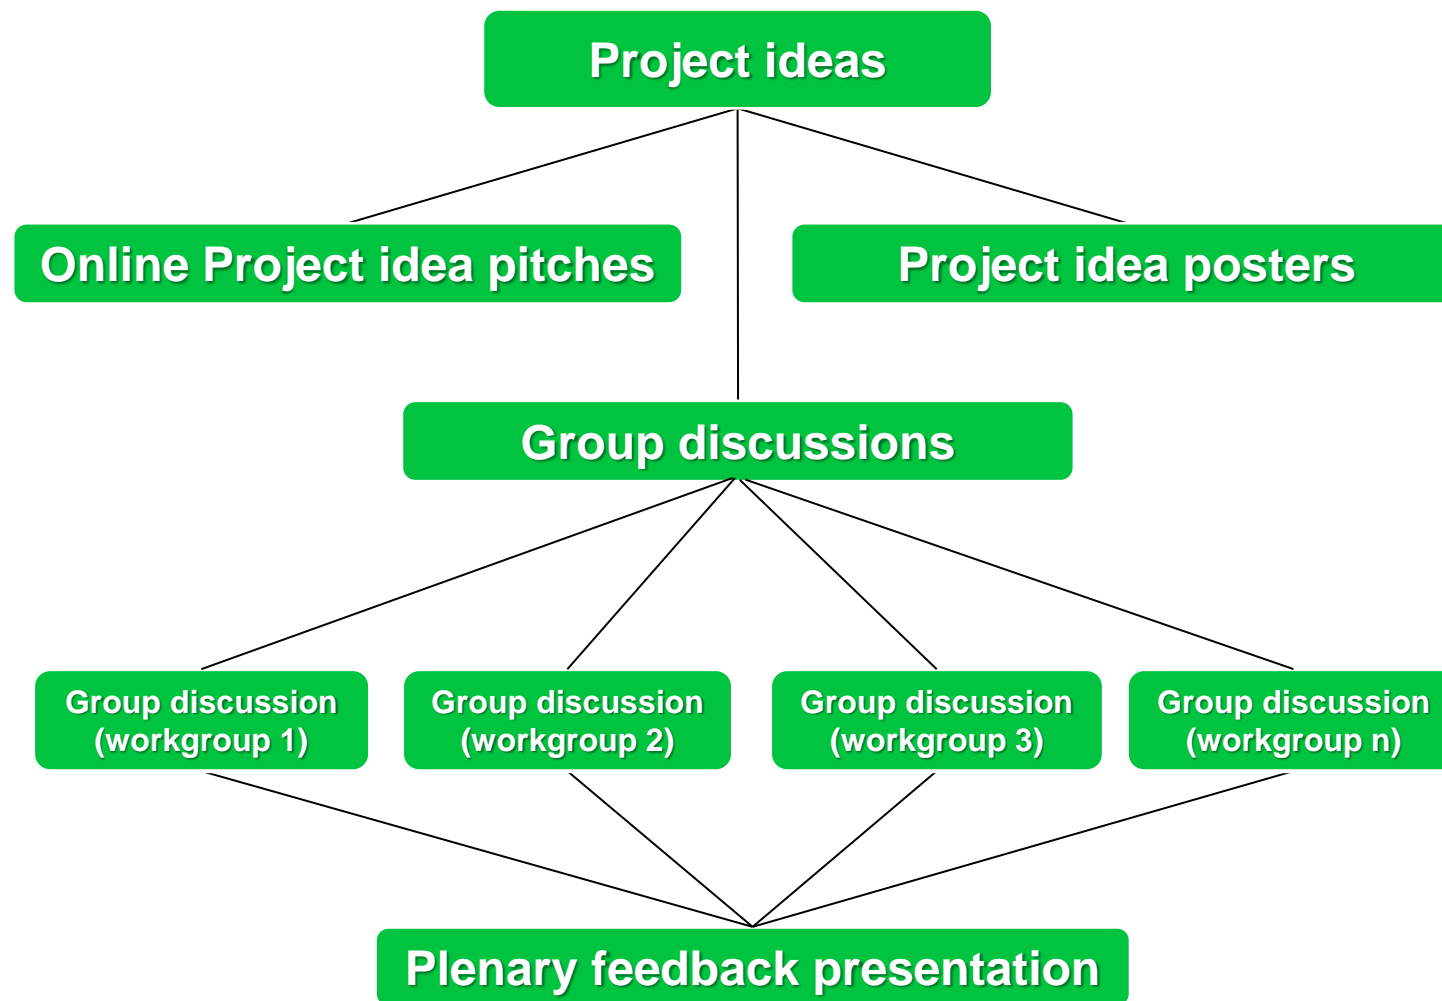 Project ideas
Online Project idea pitches
Project idea posters
Group discussions
Group discussion
(workgroup 1)
Group discussion
(workgroup 2)
Group discussion
(workgroup 3)
Group discussion
(workgroup n)
Plenary feedback presentation